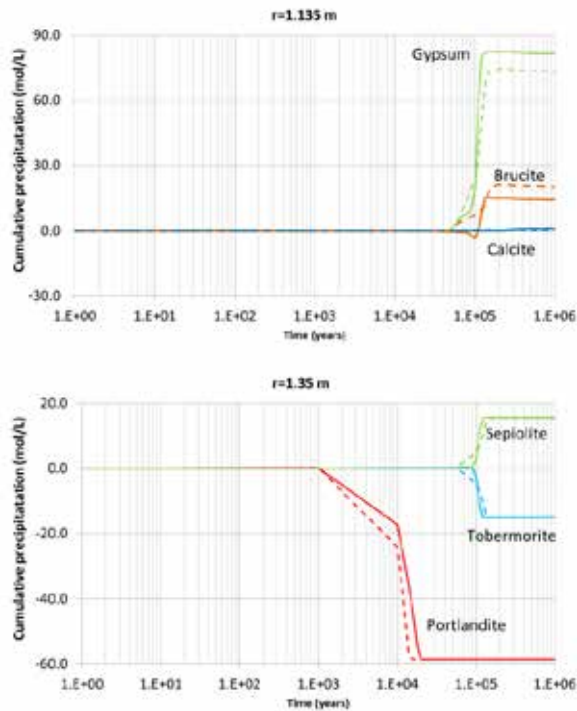 r=1.135 m
90.0
Gypsum
60.0
30.0
Brucite
0.0
Calcite
-30.0
1.E+00 1.E+01 1.E+02 1.E+03 1.E+04 1.E+05 1.E+06
Time (years)
Cumulative precipitatation (mol/L)
r=1.35 m
20.0
Sepiolite
0.0
Tobermorite
-20.0
-40.0
Portlandite
-60.0
1.E+00 1.E+01 1.E+02 1.E+03 1.E+04 1.E+05 1.E+06
Time (years)
Cumulative precipitatation (mol/L)